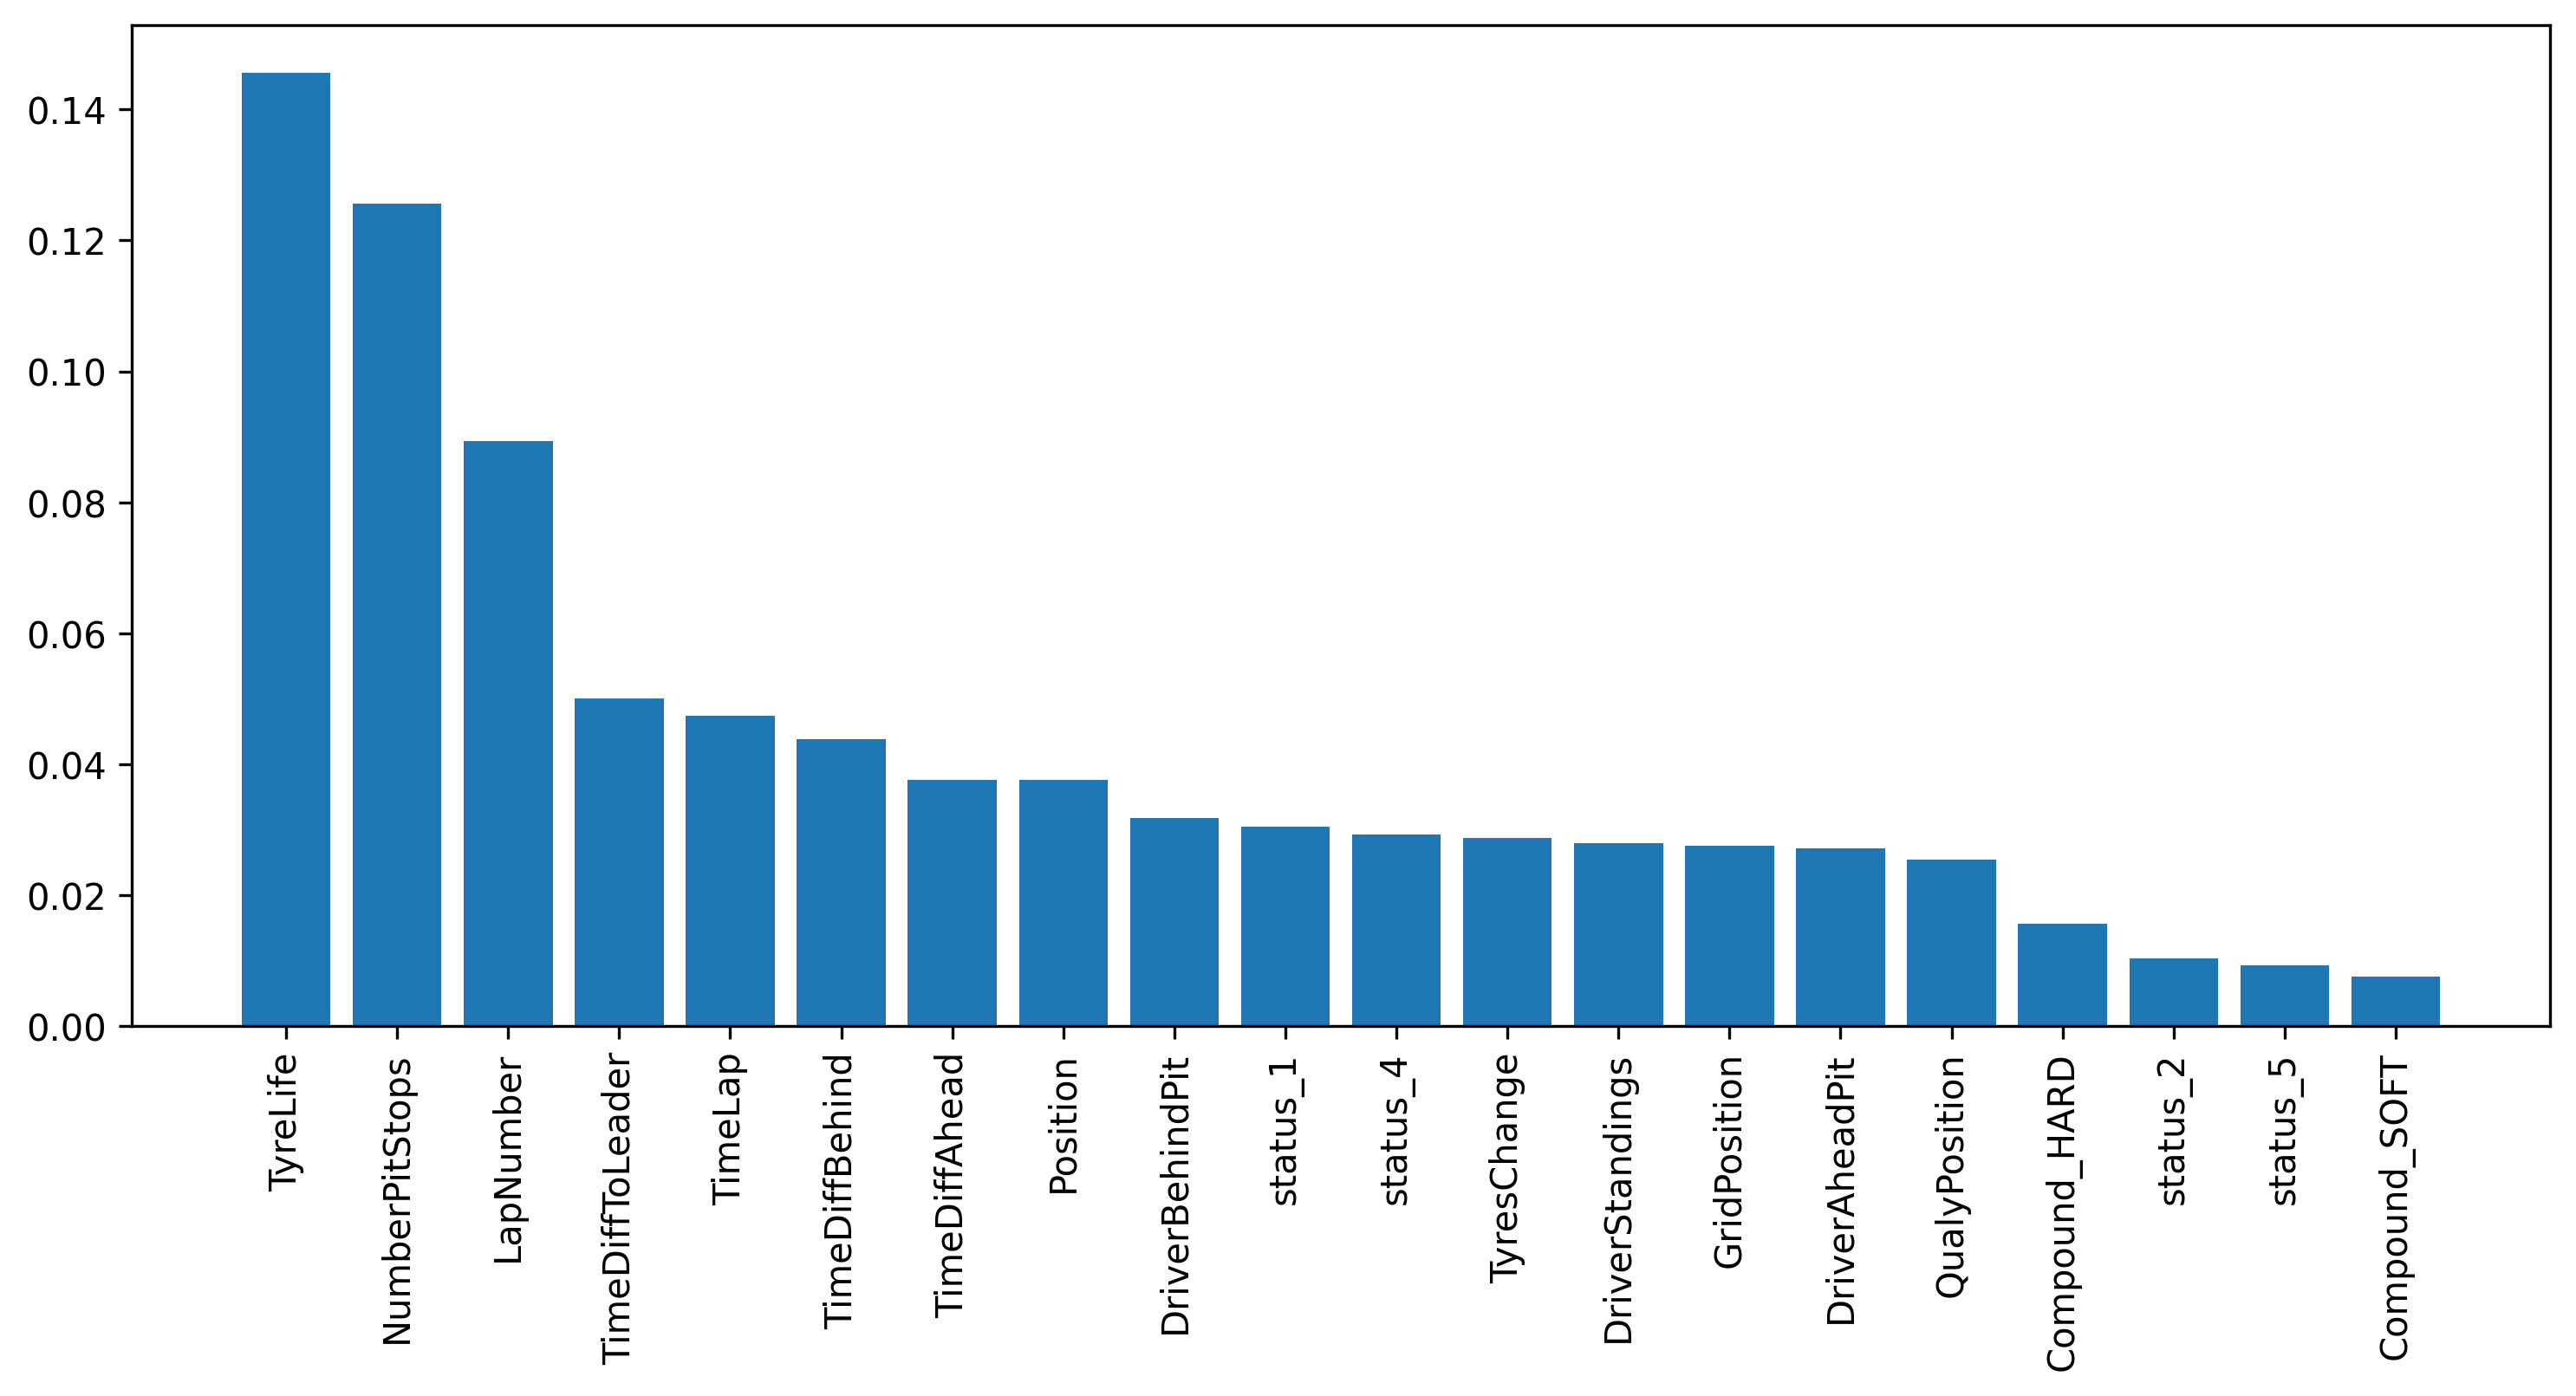 0.14
0.12
0.10
0.08
0.06
0.04
0.02
0.00
TyreLife
NumberPitStops
LapNumber
TimeDiffToLeader
TimeLap
TimeDiffBehind
TimeDiffAhead
Position
DriverBehindPit
status_1
status_4
TyresChange
DriverStandings
GridPosition
DriverAheadPit
QualyPosition
Compound_HARD
status_2
status_5
Compound_SOFT